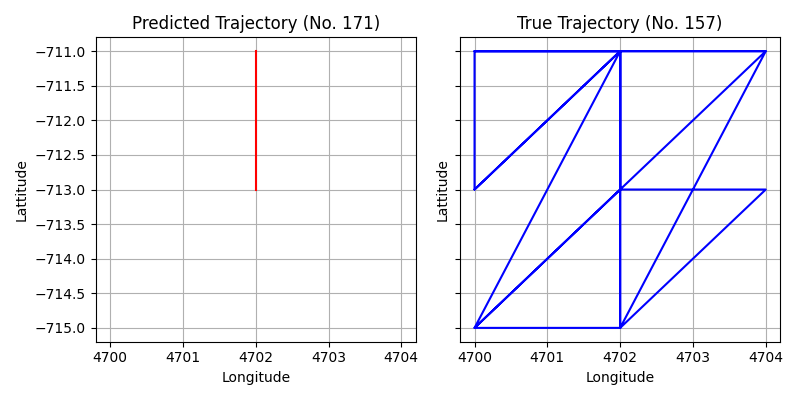 Predicted Trajectory (No. 171)
−711.0
−711.5
−712.0
−712.5
−713.0
−713.5
−714.0
−714.5
−715.0
Lattitude
4700 4701 4702 4703 4704
Longitude
True Trajectory (No. 157)
Lattitude
4700 4701 4702 4703 4704
Longitude